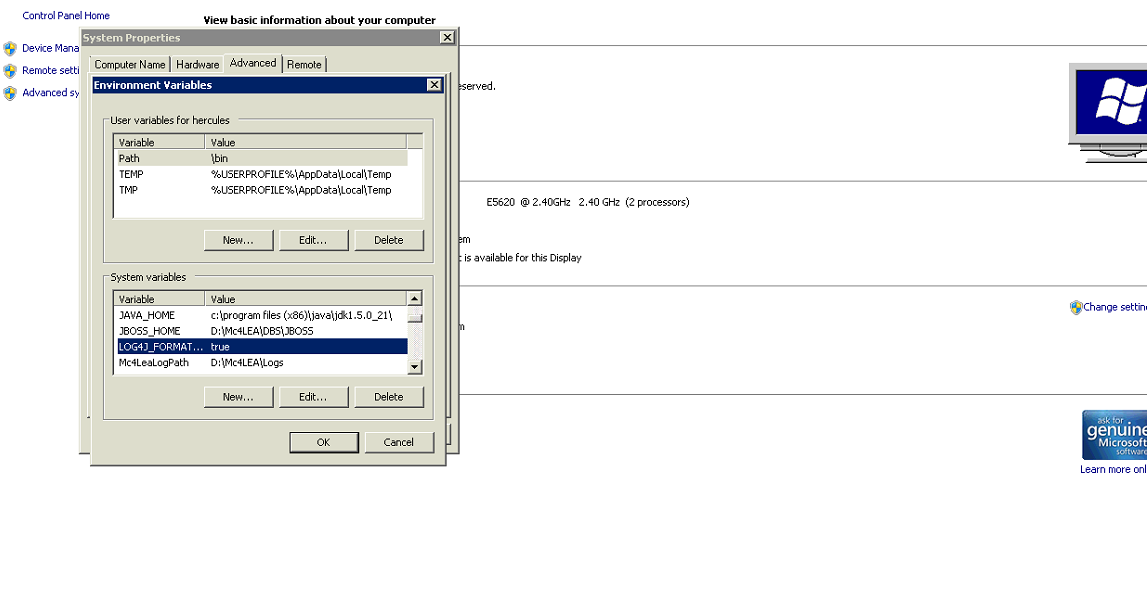 Control Panel Home
View basic information about your computer
System Properties
Device Mana
Remote setti
Advanced sy
Computer Name Hardware Advanced Remote
Environment Variables
eserved.
User variables for hercules
Variable Value
Path \bin
TEMP %USERPROFILE%\AppData\Local\Temp
TMP %USERPROFILE%\AppData\Local\Temp
New... Edit... Delete
E5620 @ 2.40GHz 2.40 GHz (2 processors)
em
t is available for this Display
System variables
Variable Value
JAVA_HOME c:\program files (x86)\java\jdk1.5.0_21\
JBOSS_HOME D:\Mc4LEA\DBS\JBOSS
LOG4J_FORMAT... true
Mc4LeaLogPath D:\Mc4LEA\Logs
New... Edit... Delete
OK Cancel
Change settin
m
ask for
genuine
Microsoft
software
Learn more onl